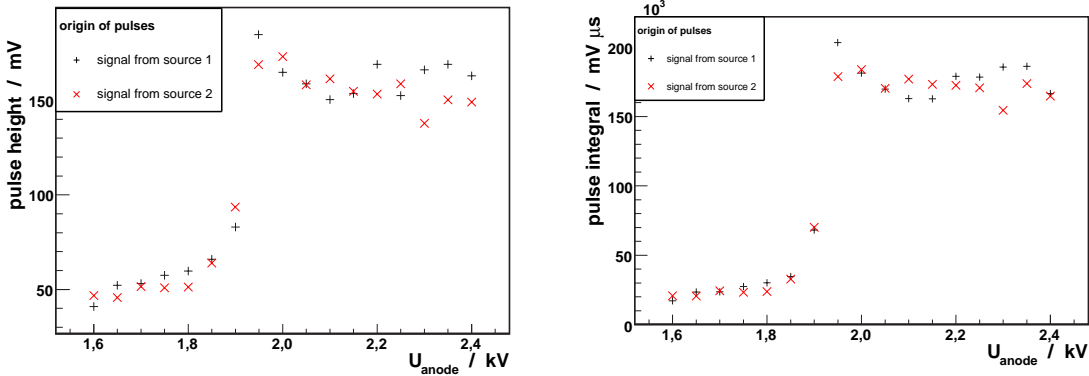 origin of pulses
signal from source 1
signal from source 2
pulse height / mV
150
100
50
1,6 1,8 2,0 2,2 2,4
U_anode / kV
×10³
origin of pulses
signal from source 1
signal from source 2
pulse integral / mV µs
200
150
100
50
0
1,6 1,8 2,0 2,2 2,4
U_anode / kV